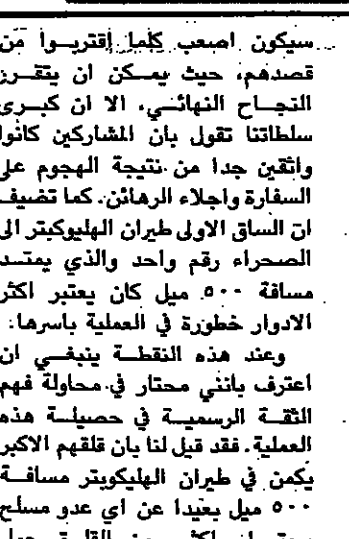 سيكون اصعب كلما إقتربوا من
قصدهم، حيث يمكن ان يتقرر
النجاح النهائي. الا ان كبرى
سلطاتنا تقول بان المشاركين كانوا
واثقين جدا من نتيجة الهجوم على
السفارة واجلاء الرهائن. كما تضيف
ان الساق الاولى طيران الهليوكبتر الى
الصحراء رقم واحد والذي يمتد
مسافة ٥٠٠ ميل كان يعتبر اكثر
الادوار خطورة في العملية باسرها.
وعند هذه النقطة ينبغي ان
اعترف بانني محتار في محاولة فهم
الثقة الرسمية في حصيلة هذه
العملية. فقد قيل لنا بان قلقهم الاكبر
يكمن في طيران الهليكوبتر مسافة
٥٠٠ ميل بعيدا عن اي عدو مسلح